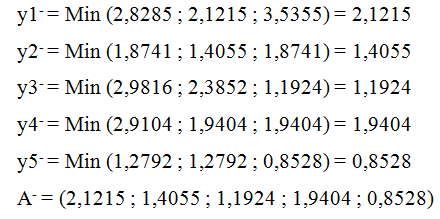 y1- = Min (2,8285 ; 2,1215 ; 3,5355) = 2,1215
y2- = Min (1,8741 ; 1,4055 ; 1,8741) = 1,4055
y3- = Min (2,9816 ; 2,3852 ; 1,1924) = 1,1924
y4- = Min (2,9104 ; 1,9404 ; 1,9404) = 1,9404
y5- = Min (1,2792 ; 1,2792 ; 0,8528) = 0,8528
A- = (2,1215 ; 1,4055 ; 1,1924 ; 1,9404 ; 0,8528)